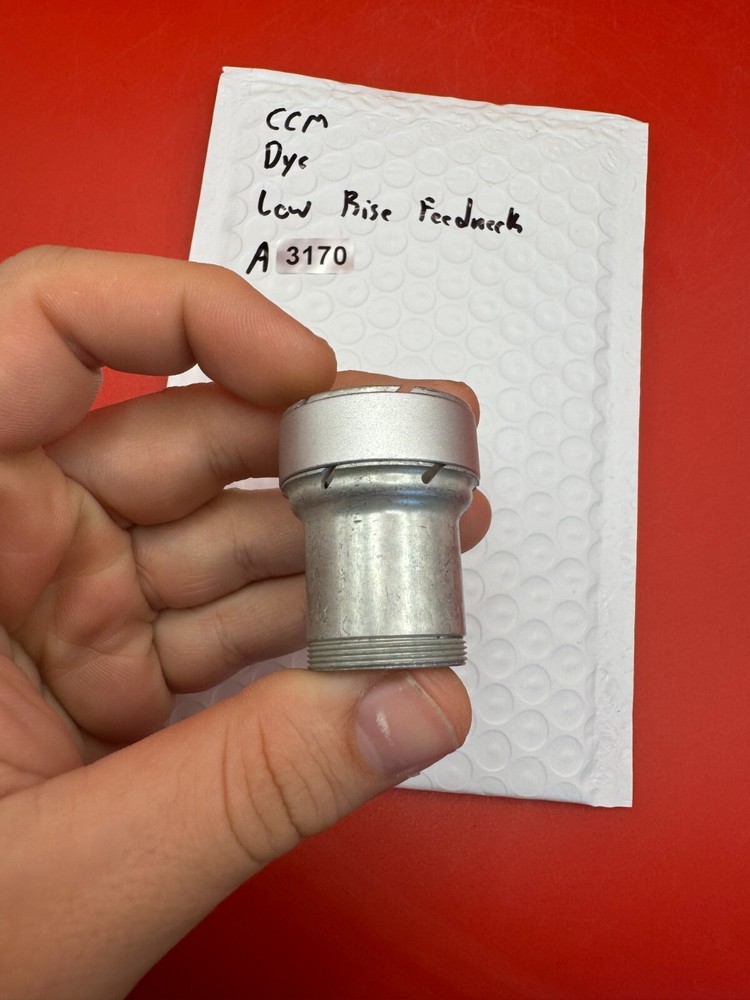 CCM
Dye
Low Rise Feedneck
A 3170